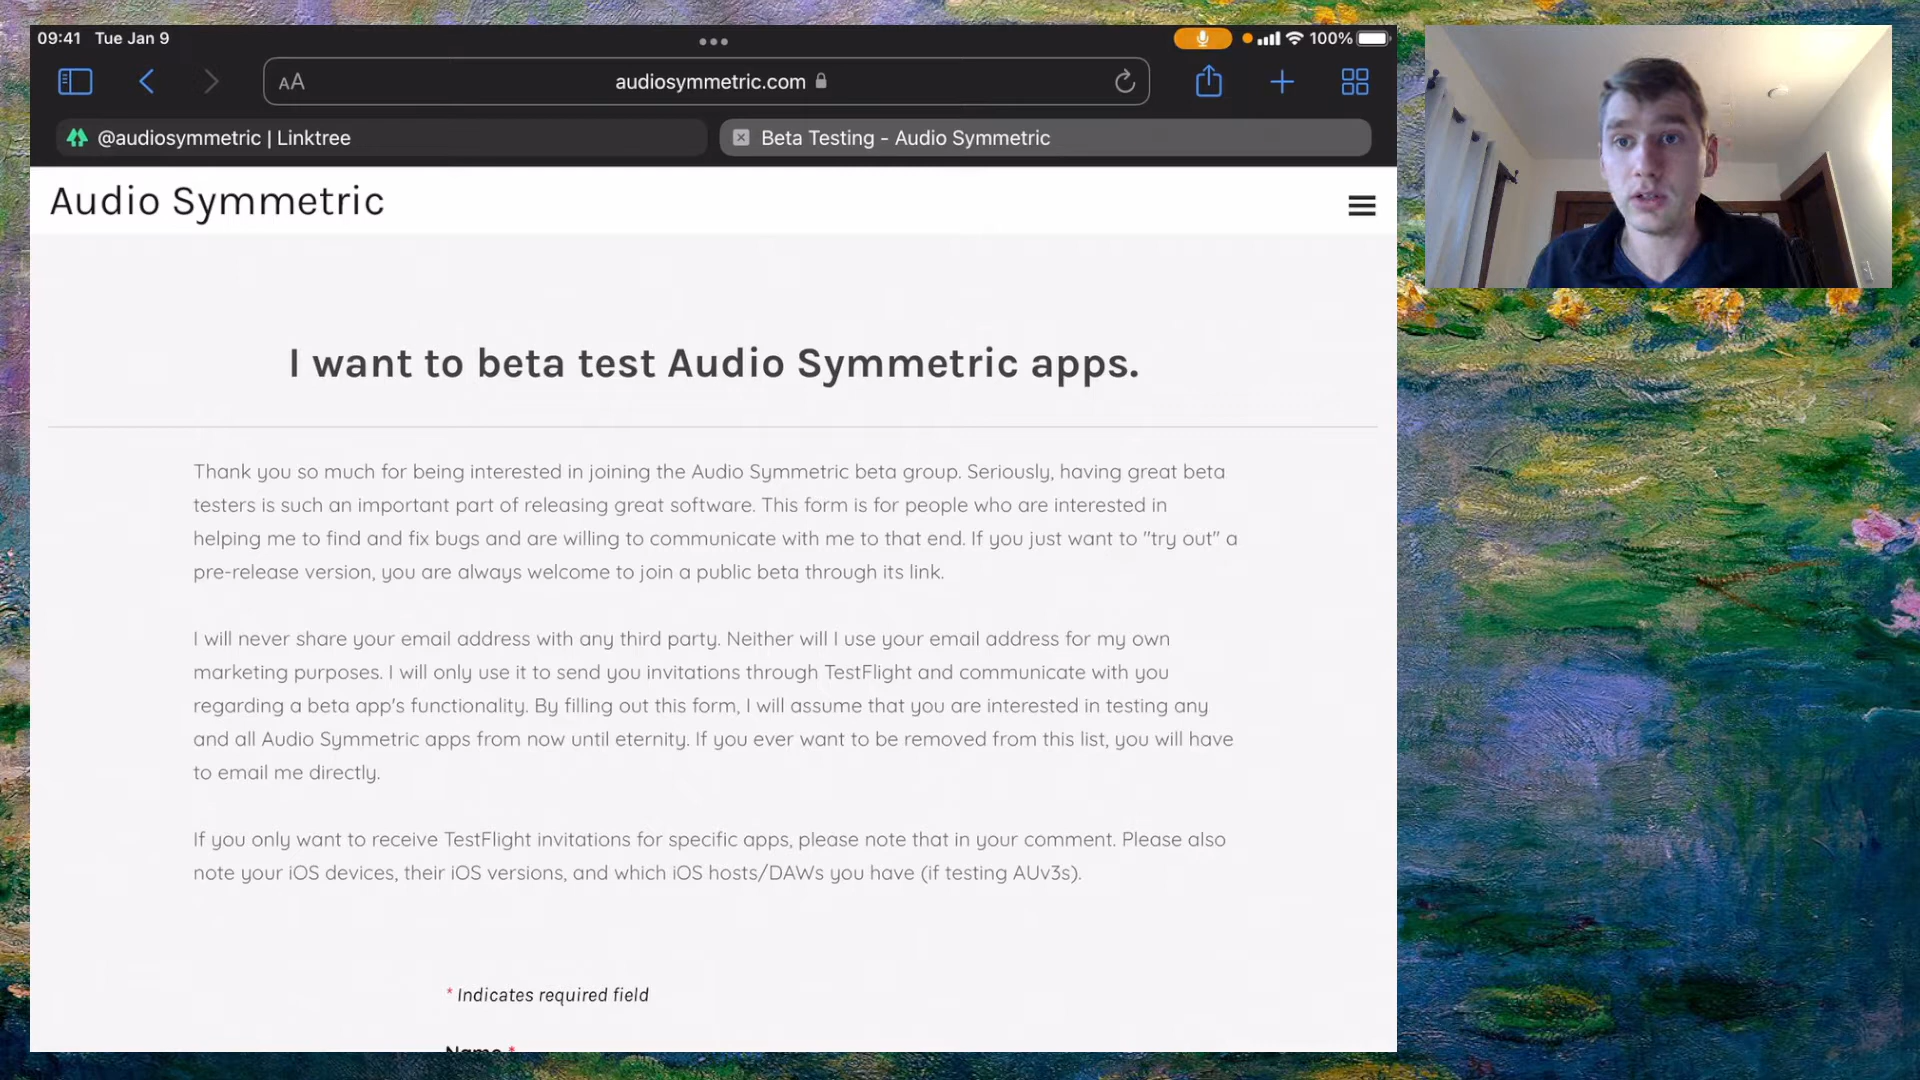 09:41 Tue Jan 9
100%
AA
audiosymmetric.com
@audiosymmetric | Linktree
Beta Testing - Audio Symmetric
Audio Symmetric
I want to beta test Audio Symmetric apps.
Thank you so much for being interested in joining the Audio Symmetric beta group. Seriously, having great beta
testers is such an important part of releasing great software. This form is for people who are interested in
helping me to find and fix bugs and are willing to communicate with me to that end. If you just want to "try out" a
pre-release version, you are always welcome to join a public beta through its link.
I will never share your email address with any third party. Neither will I use your email address for my own
marketing purposes. I will only use it to send you invitations through TestFlight and communicate with you
regarding a beta app's functionality. By filling out this form, I will assume that you are interested in testing any
and all Audio Symmetric apps from now until eternity. If you ever want to be removed from this list, you will have
to email me directly.
If you only want to receive TestFlight invitations for specific apps, please note that in your comment. Please also
note your iOS devices, their iOS versions, and which iOS hosts/DAWs you have (if testing AUv3s).
* Indicates required field
Name *